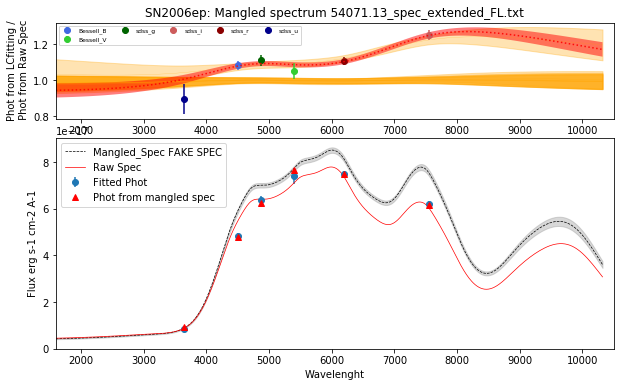 SN2006ep: Mangled spectrum 54071.13_spec_extended_FL.txt
Phot from LCfitting /
Phot from Raw Spec
Bessell_B sdss_g sdss_i sdss_r sdss_u
Bessell_V
1.2
1.0
0.8
2000 3000 4000 5000 6000 7000 8000 9000 10000
1e−17
Mangled_Spec FAKE SPEC
Raw Spec
Fitted Phot
Phot from mangled spec
Flux erg s-1 cm-2 A-1
8
6
4
2
0
2000 3000 4000 5000 6000 7000 8000 9000 10000
Wavelenght